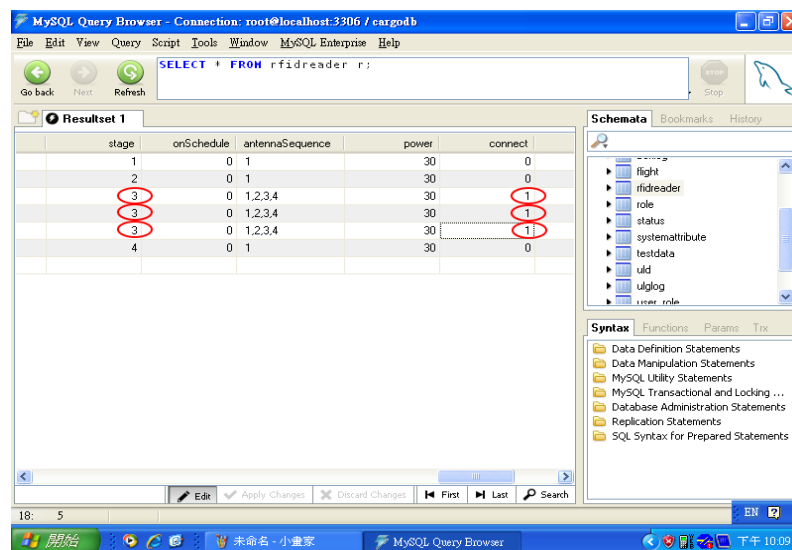 MySQL Query Browser - Connection: root@localhost:3306 / cargodb
File Edit View Query Script Tools Window MySQL Enterprise Help
Go back Next Refresh
SELECT * FROM rfidreader r;
Stop
Resultset 1
stage onSchedule antennaSequence power connect
1 0 1 30 0
2 0 1 30 0
3 0 1,2,3,4 30 1
3 0 1,2,3,4 30 1
3 0 1,2,3,4 30 1
4 0 1 30 0
Schemata Bookmarks History
flight
rfidreader
role
status
systemattribute
testdata
uld
ulglog
user_role
Syntax Functions Params Trx
Data Definition Statements
Data Manipulation Statements
MySQL Utility Statements
MySQL Transactional and Locking ...
Database Administration Statements
Replication Statements
SQL Syntax for Prepared Statements
Edit Apply Changes Discard Changes First Last Search
18: 5
EN
開始 未命名 - 小畫家 MySQL Query Browser 下午 10:09